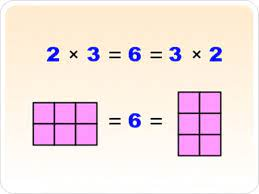 2 × 3 = 6 = 3 × 2
= 6 =